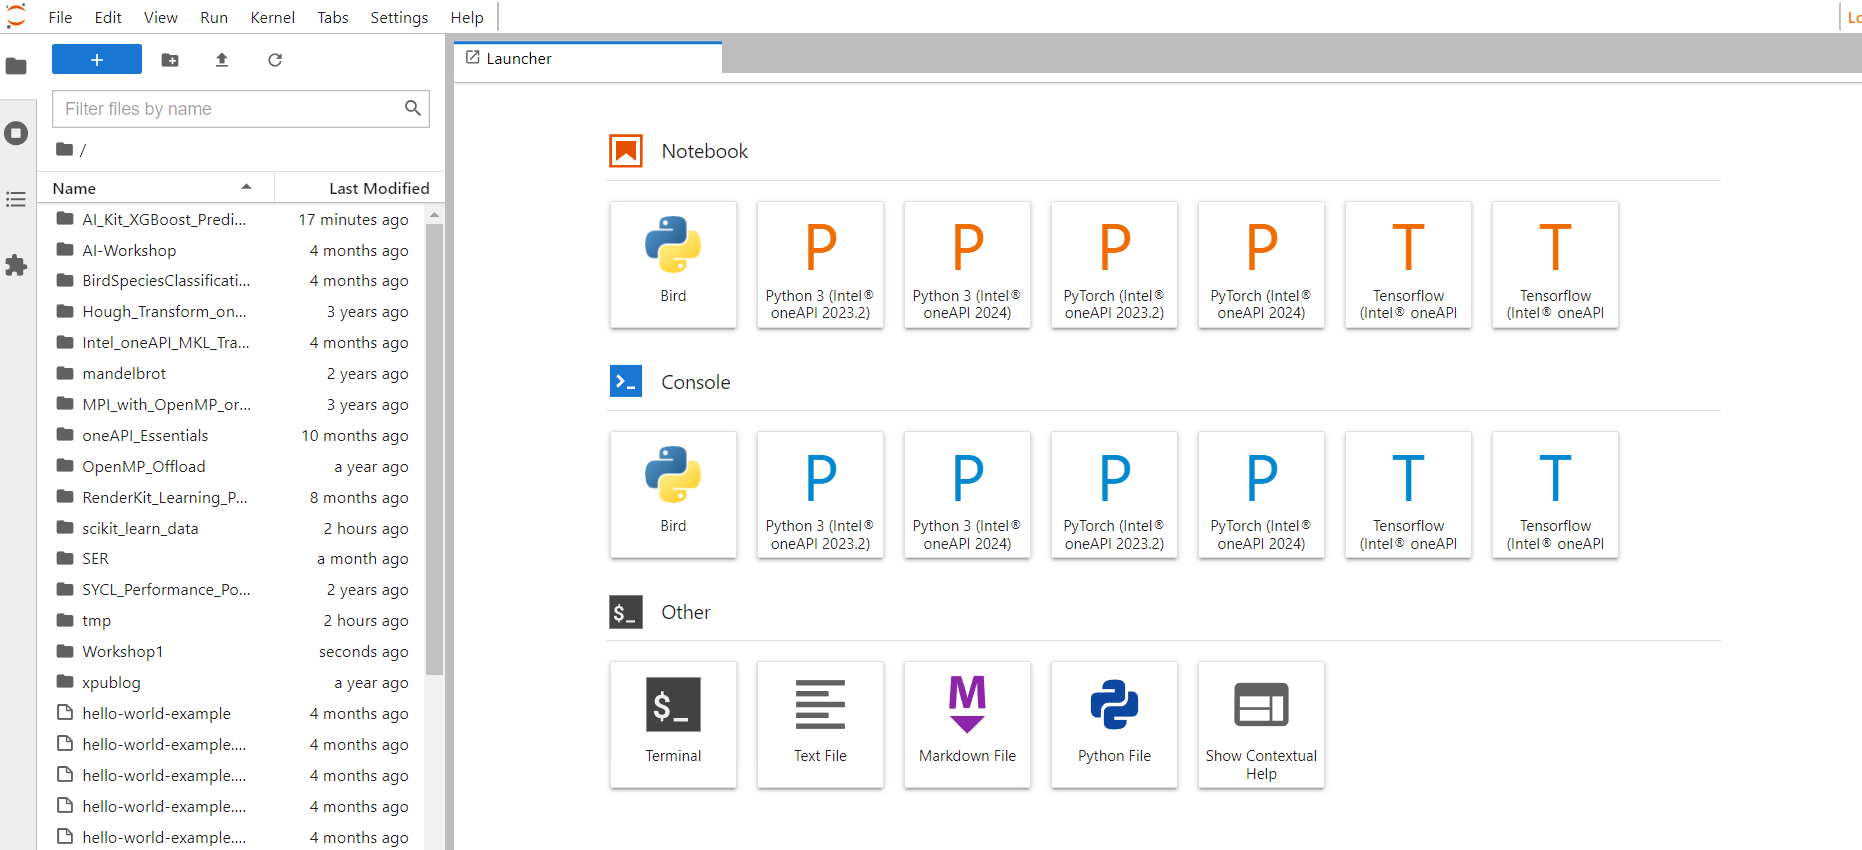 File Edit View Run Kernel Tabs Settings Help
Lo
+
Launcher
Filter files by name
/
Name Last Modified
AI_Kit_XGBoost_Predi... 17 minutes ago
AI-Workshop 4 months ago
BirdSpeciesClassificati... 4 months ago
Hough_Transform_on... 3 years ago
Intel_oneAPI_MKL_Tra... 4 months ago
mandelbrot 2 years ago
MPI_with_OpenMP_or... 3 years ago
oneAPI_Essentials 10 months ago
OpenMP_Offload a year ago
RenderKit_Learning_P... 8 months ago
scikit_learn_data 2 hours ago
SER a month ago
SYCL_Performance_Po... 2 years ago
tmp 2 hours ago
Workshop1 seconds ago
xpublog a year ago
hello-world-example 4 months ago
hello-world-example.... 4 months ago
hello-world-example.... 4 months ago
hello-world-example.... 4 months ago
hello-world-example.... 4 months ago
Notebook
P P P P T T
Bird Python 3 (Intel® Python 3 (Intel® PyTorch (Intel® PyTorch (Intel® Tensorflow Tensorflow
oneAPI 2023.2) oneAPI 2024) oneAPI 2023.2) oneAPI 2024) (Intel® oneAPI (Intel® oneAPI
>_ Console
P P P P T T
Bird Python 3 (Intel® Python 3 (Intel® PyTorch (Intel® PyTorch (Intel® Tensorflow Tensorflow
oneAPI 2023.2) oneAPI 2024) oneAPI 2023.2) oneAPI 2024) (Intel® oneAPI (Intel® oneAPI
$_ Other
$_ M
Terminal Text File Markdown File Python File Show Contextual
Help